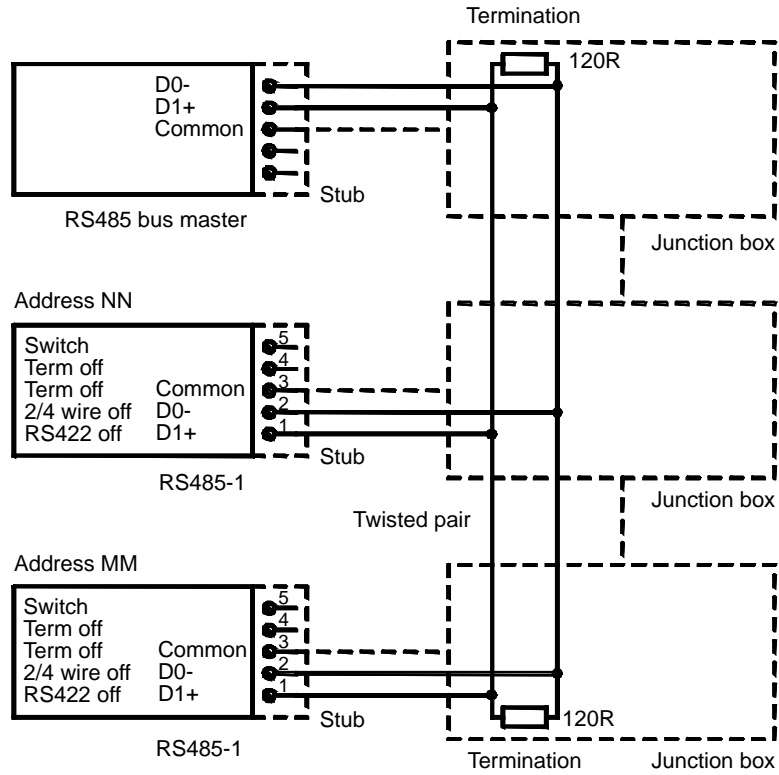 Termination
120R
D0-
D1+
Common
Stub
RS485 bus master
Junction box
Address NN
Switch 5
Term off 4
Term off Common 3
2/4 wire off D0- 2
RS422 off D1+ 1
Stub
RS485-1
Junction box
Twisted pair
Address MM
Switch 5
Term off 4
Term off Common 3
2/4 wire off D0- 2
RS422 off D1+ 1
Stub
120R
RS485-1
Termination Junction box